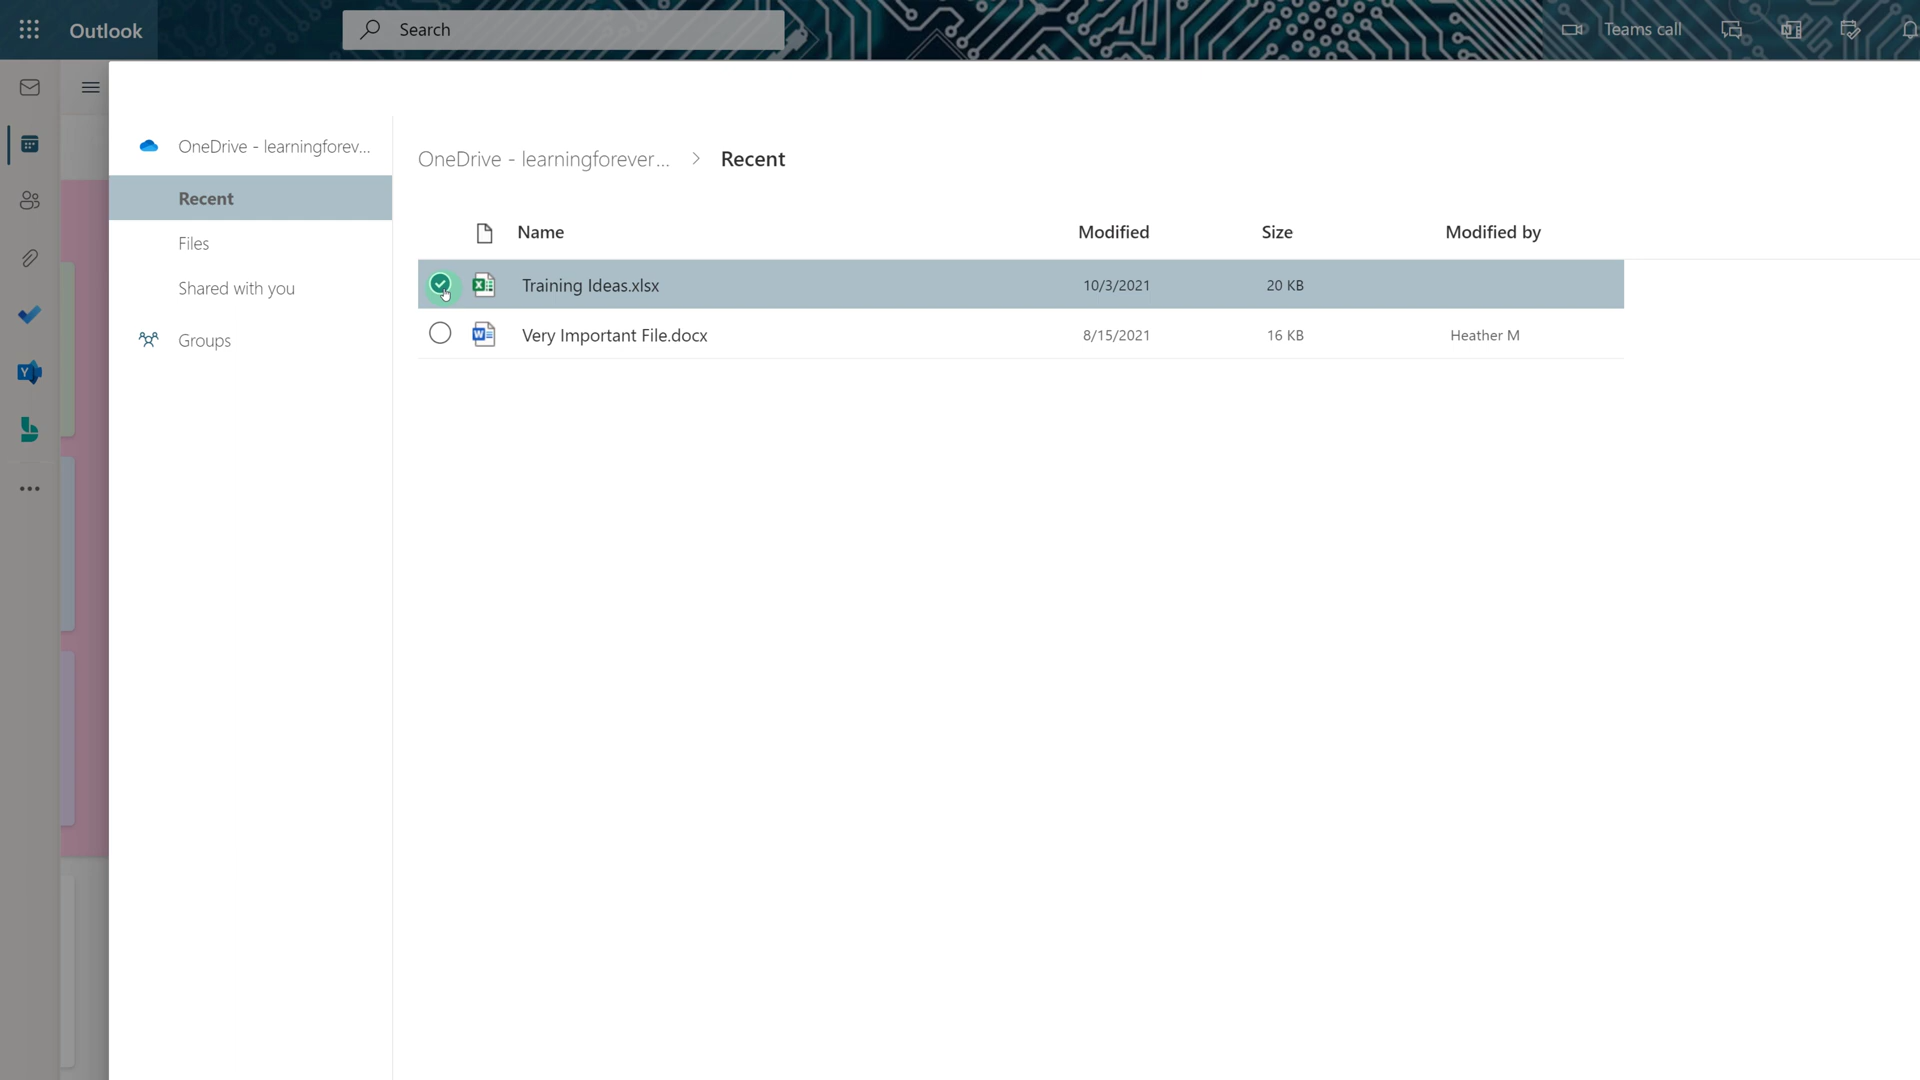 Outlook
Search
Teams call
OneDrive - learningforev...
Recent
Files
Shared with you
Groups
OneDrive - learningforever... > Recent
Name Modified Size Modified by
Training Ideas.xlsx 10/3/2021 20 KB
Very Important File.docx 8/15/2021 16 KB Heather M